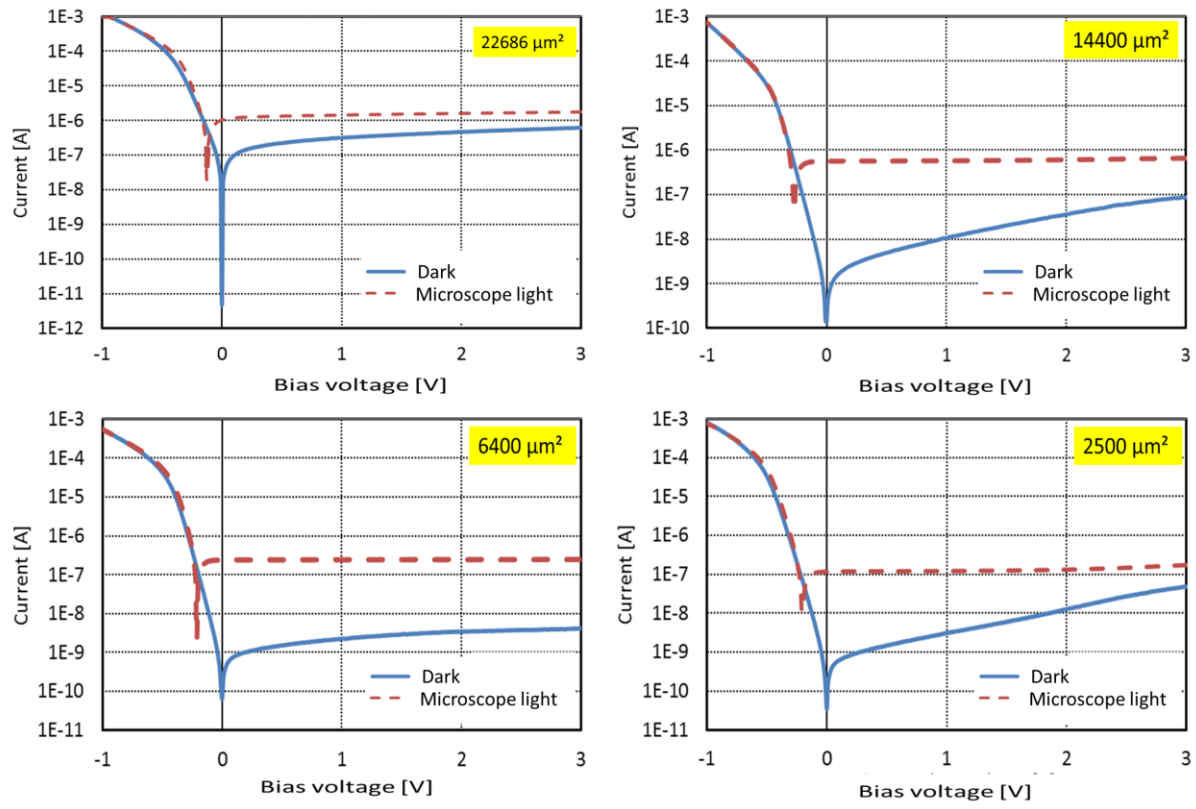 1E-3
1E-4
1E-5
1E-6
1E-7
1E-8
1E-9
1E-10
1E-11
1E-12
Current [A]
22686 µm²
Dark
Microscope light
-1 0 1 2 3
Bias voltage [V]
1E-3
1E-4
1E-5
1E-6
1E-7
1E-8
1E-9
1E-10
Current [A]
14400 µm²
Dark
Microscope light
-1 0 1 2 3
Bias voltage [V]
1E-3
1E-4
1E-5
1E-6
1E-7
1E-8
1E-9
1E-10
1E-11
Current [A]
6400 µm²
Dark
Microscope light
-1 0 1 2 3
Bias voltage [V]
1E-3
1E-4
1E-5
1E-6
1E-7
1E-8
1E-9
1E-10
1E-11
Current [A]
2500 µm²
Dark
Microscope light
-1 0 1 2 3
Bias voltage [V]